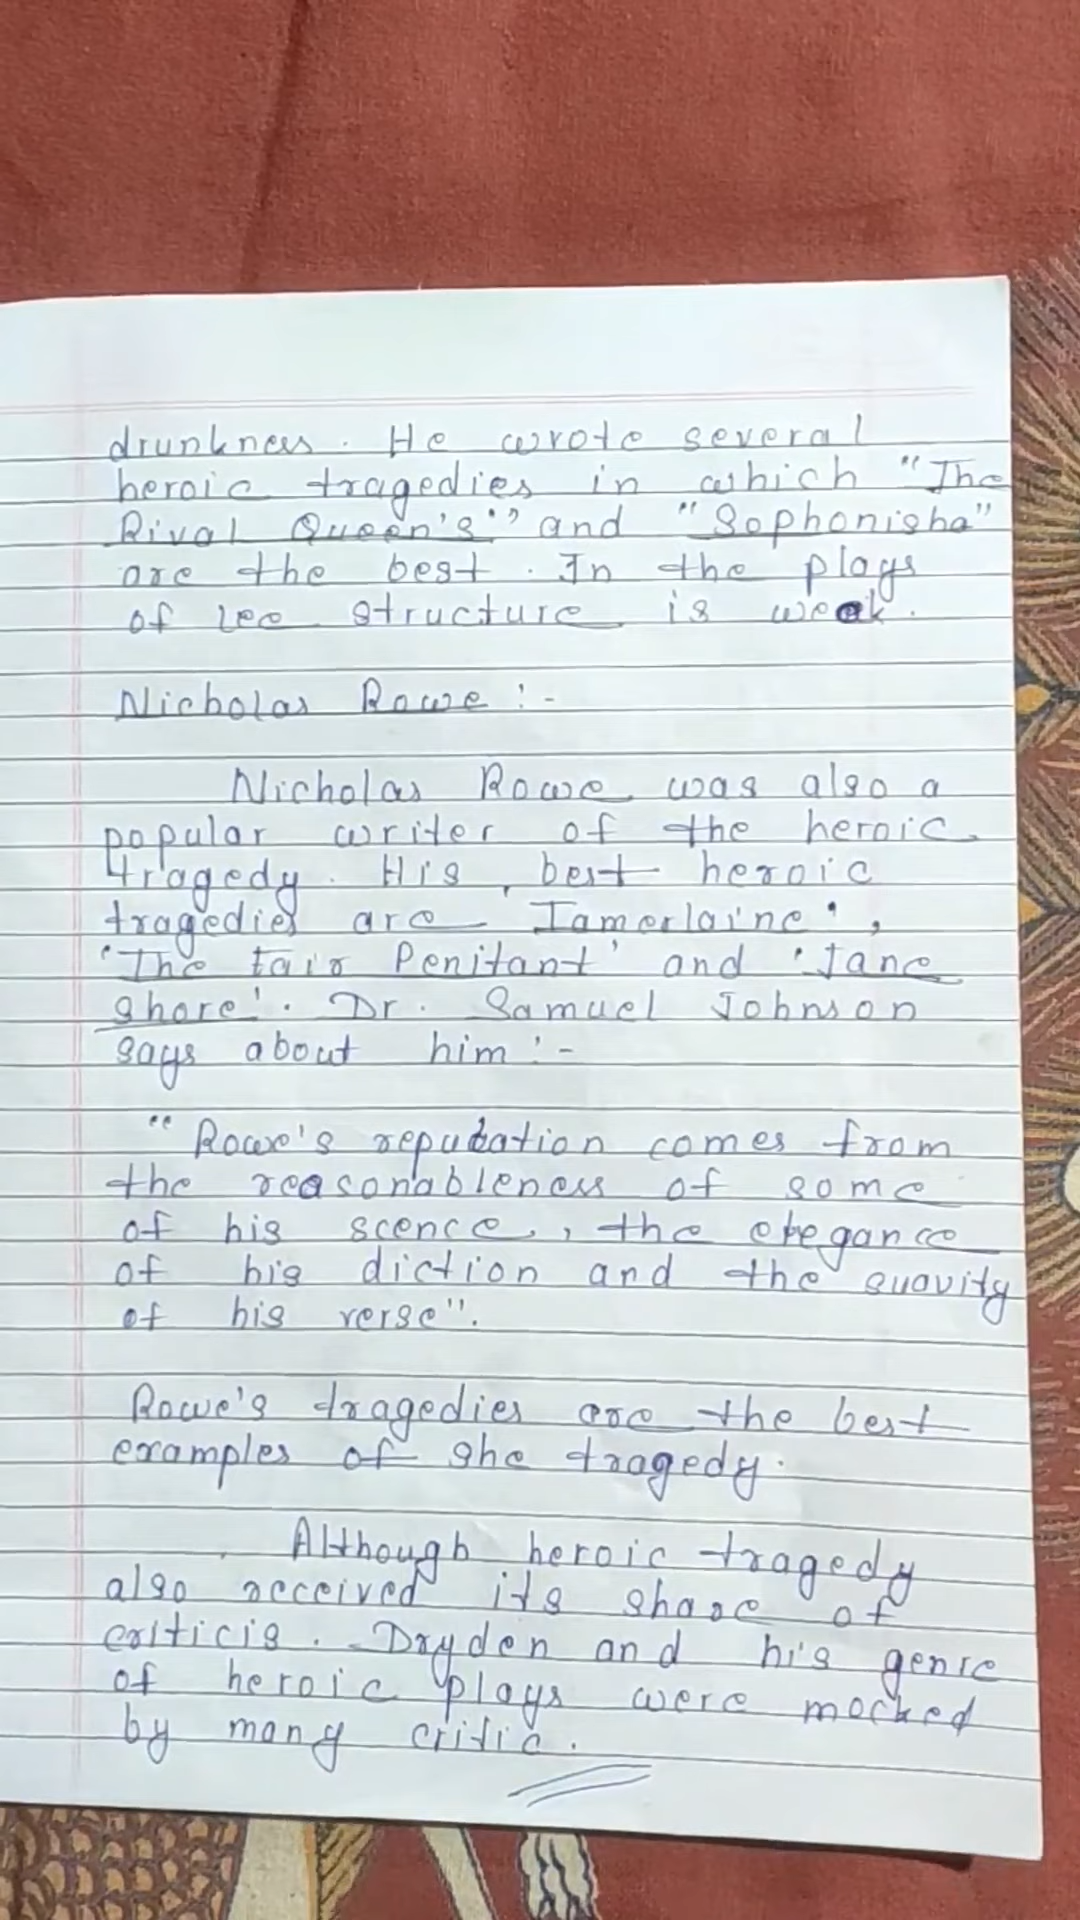 drunkness. He wrote several
heroic tragedies in which "The
Rival Queen's" and "Sophonisba"
are the best. In the plays
of Lee structure is weak.
Nicholas Rowe :-
Nicholas Rowe was also a
popular writer of the heroic
tragedy. His best heroic
tragedies are 'Tamerlaine',
'The Fair Penitant' and 'Jane
Shore'. Dr. Samuel Johnson
says about him :-
"Rowe's reputation comes from
the reasonableness of some
of his scence, the elegance
of his diction and the suavity
of his verse".
Rowe's tragedies are the best
examples of she tragedy.
Although heroic tragedy
also received its share of
criticis. Dryden and his genre
of heroic plays were mocked
by many critic.